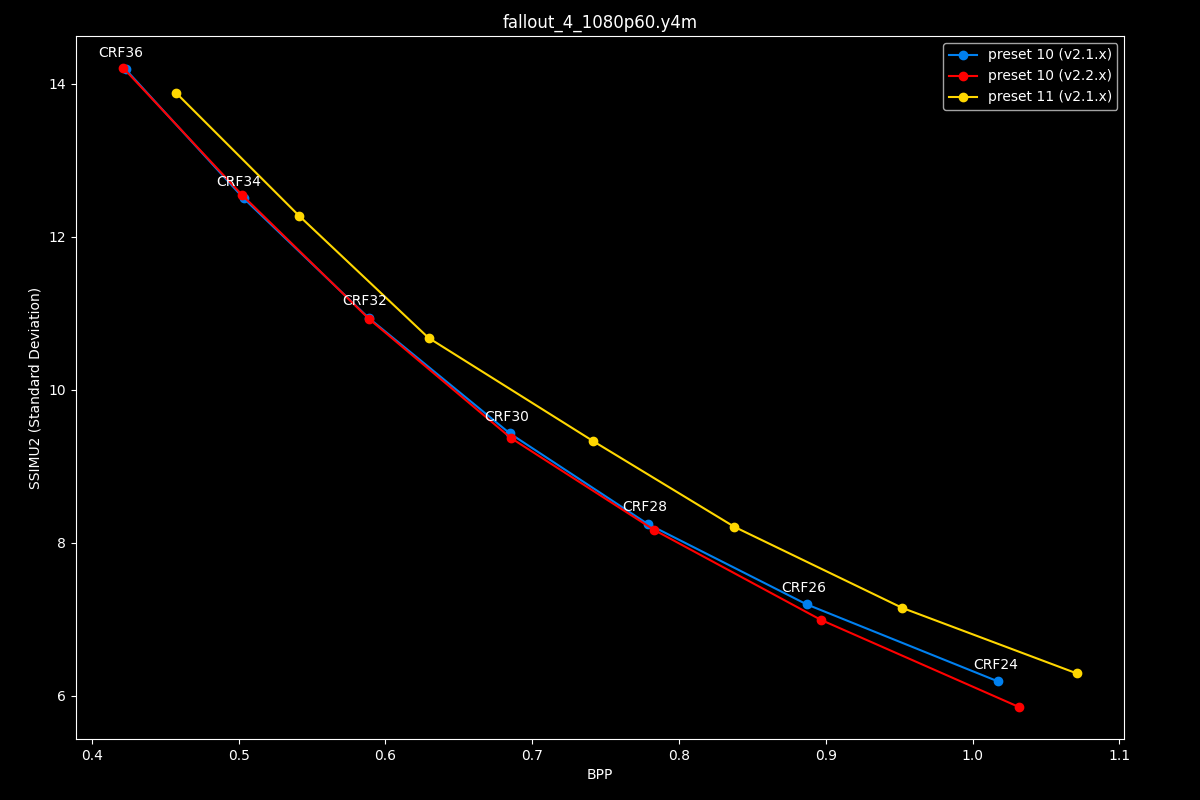 fallout_4_1080p60.y4m
preset 10 (v2.1.x)
preset 10 (v2.2.x)
preset 11 (v2.1.x)
CRF36
CRF34
CRF32
CRF30
CRF28
CRF26
CRF24
SSIMU2 (Standard Deviation)
14
12
10
8
6
0.4 0.5 0.6 0.7 0.8 0.9 1.0 1.1
BPP